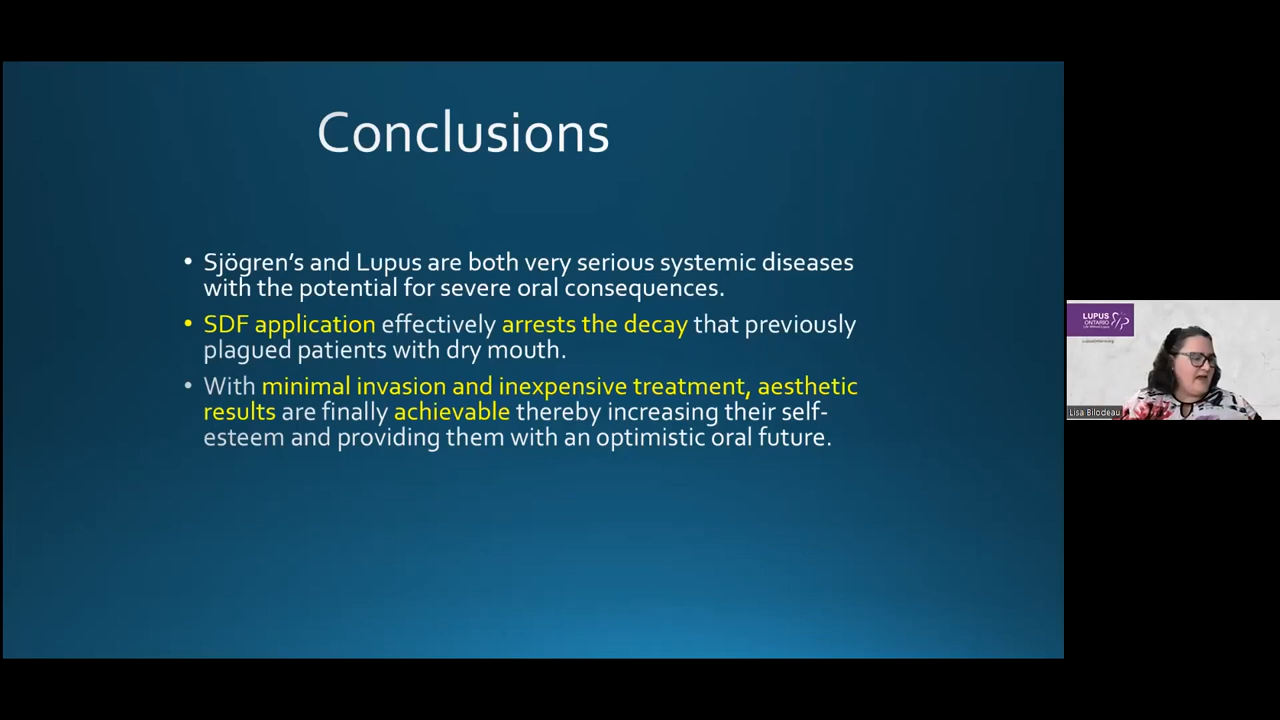 Conclusions
• Sjögren's and Lupus are both very serious systemic diseases
with the potential for severe oral consequences.
• SDF application effectively arrests the decay that previously
plagued patients with dry mouth.
• With minimal invasion and inexpensive treatment, aesthetic
results are finally achievable thereby increasing their self-
esteem and providing them with an optimistic oral future.
LUPUS
ONTARIO
Lisa Bilodeau